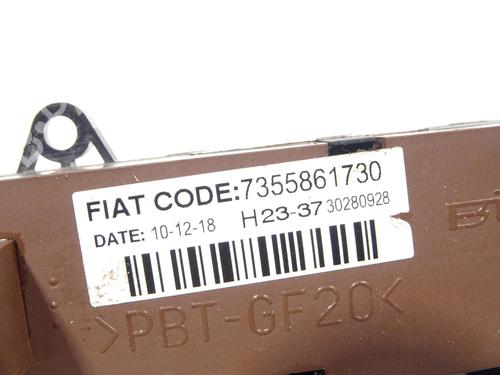 FIAT CODE:7355861730
DATE: 10-12-18 H23-37 30280928
>PBT-GF20<